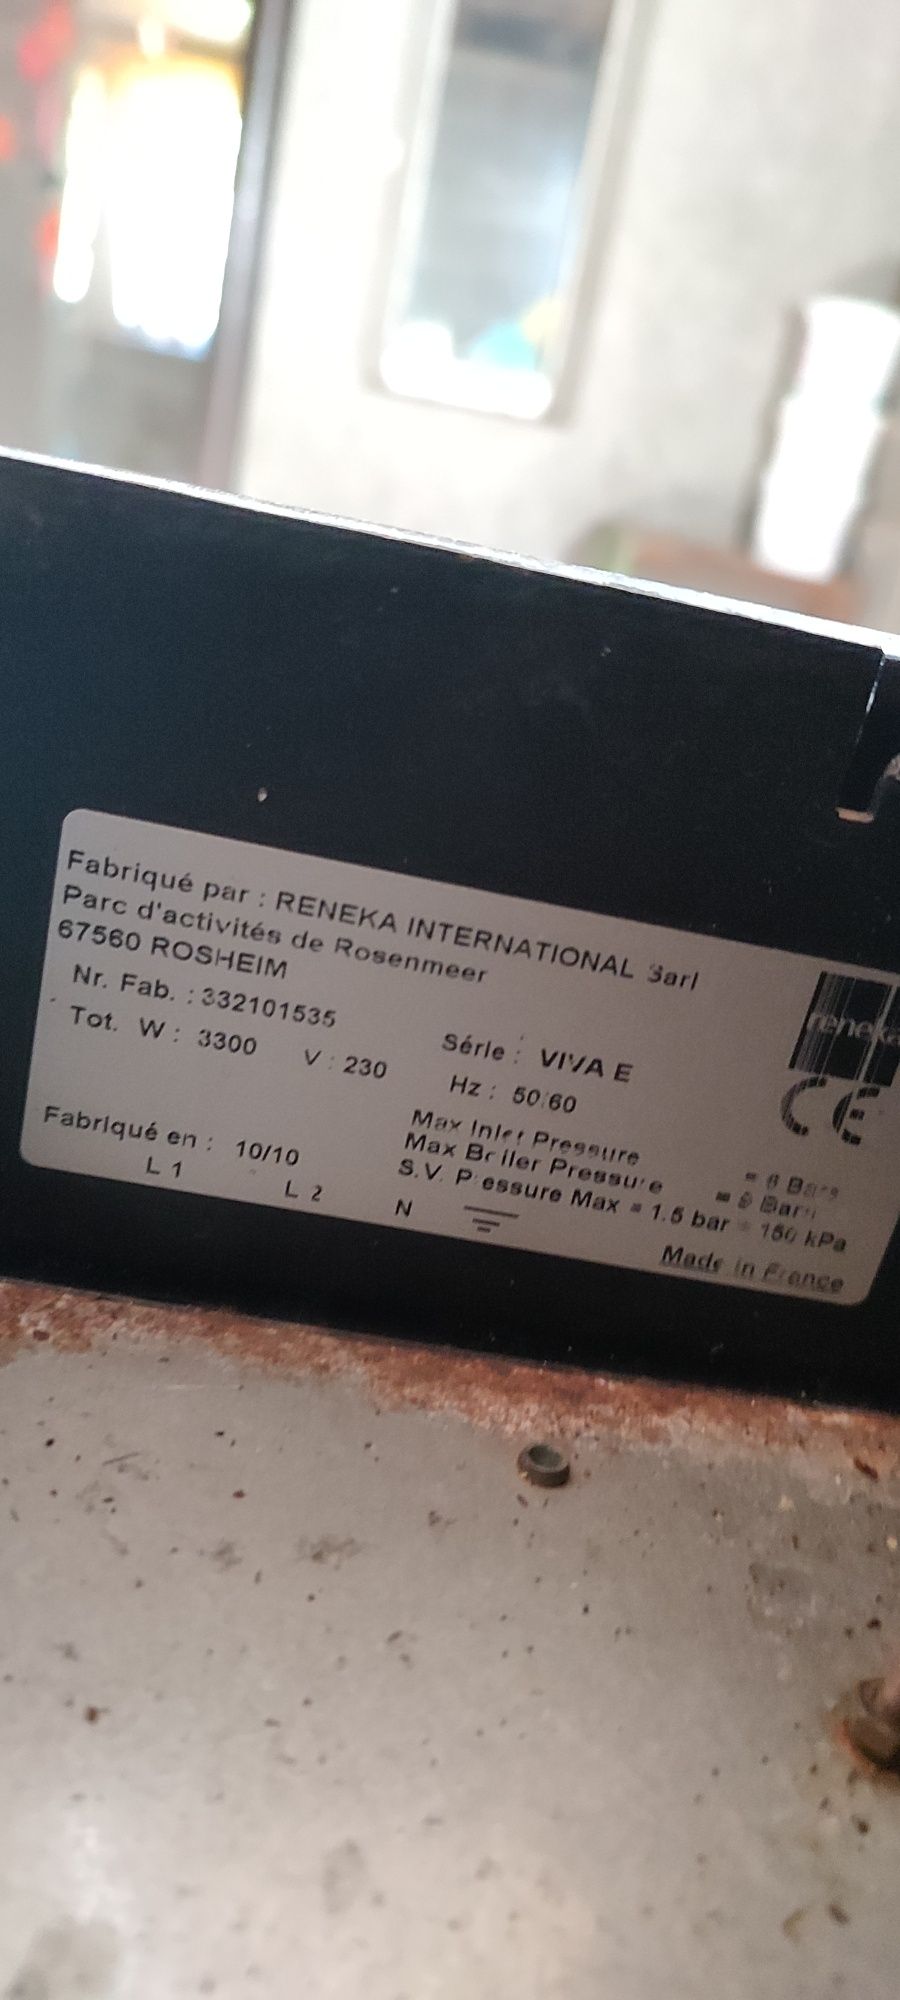 Fabriqué par : RENEKA INTERNATIONAL Sarl
Parc d'activités de Rosenmeer
67560 ROSHEIM
Nr. Fab. : 332101535
Série : VIVA E
Tot. W : 3300 V : 230 Hz : 50/60
Max Inlet Pressure = Bars
Max Boiler Pressure = Bars
S.V. Pressure Max = 1.5 bar = 150 kPa
Fabriqué en : 10/10
L 1 L 2 N
Made in France
reneka
CE